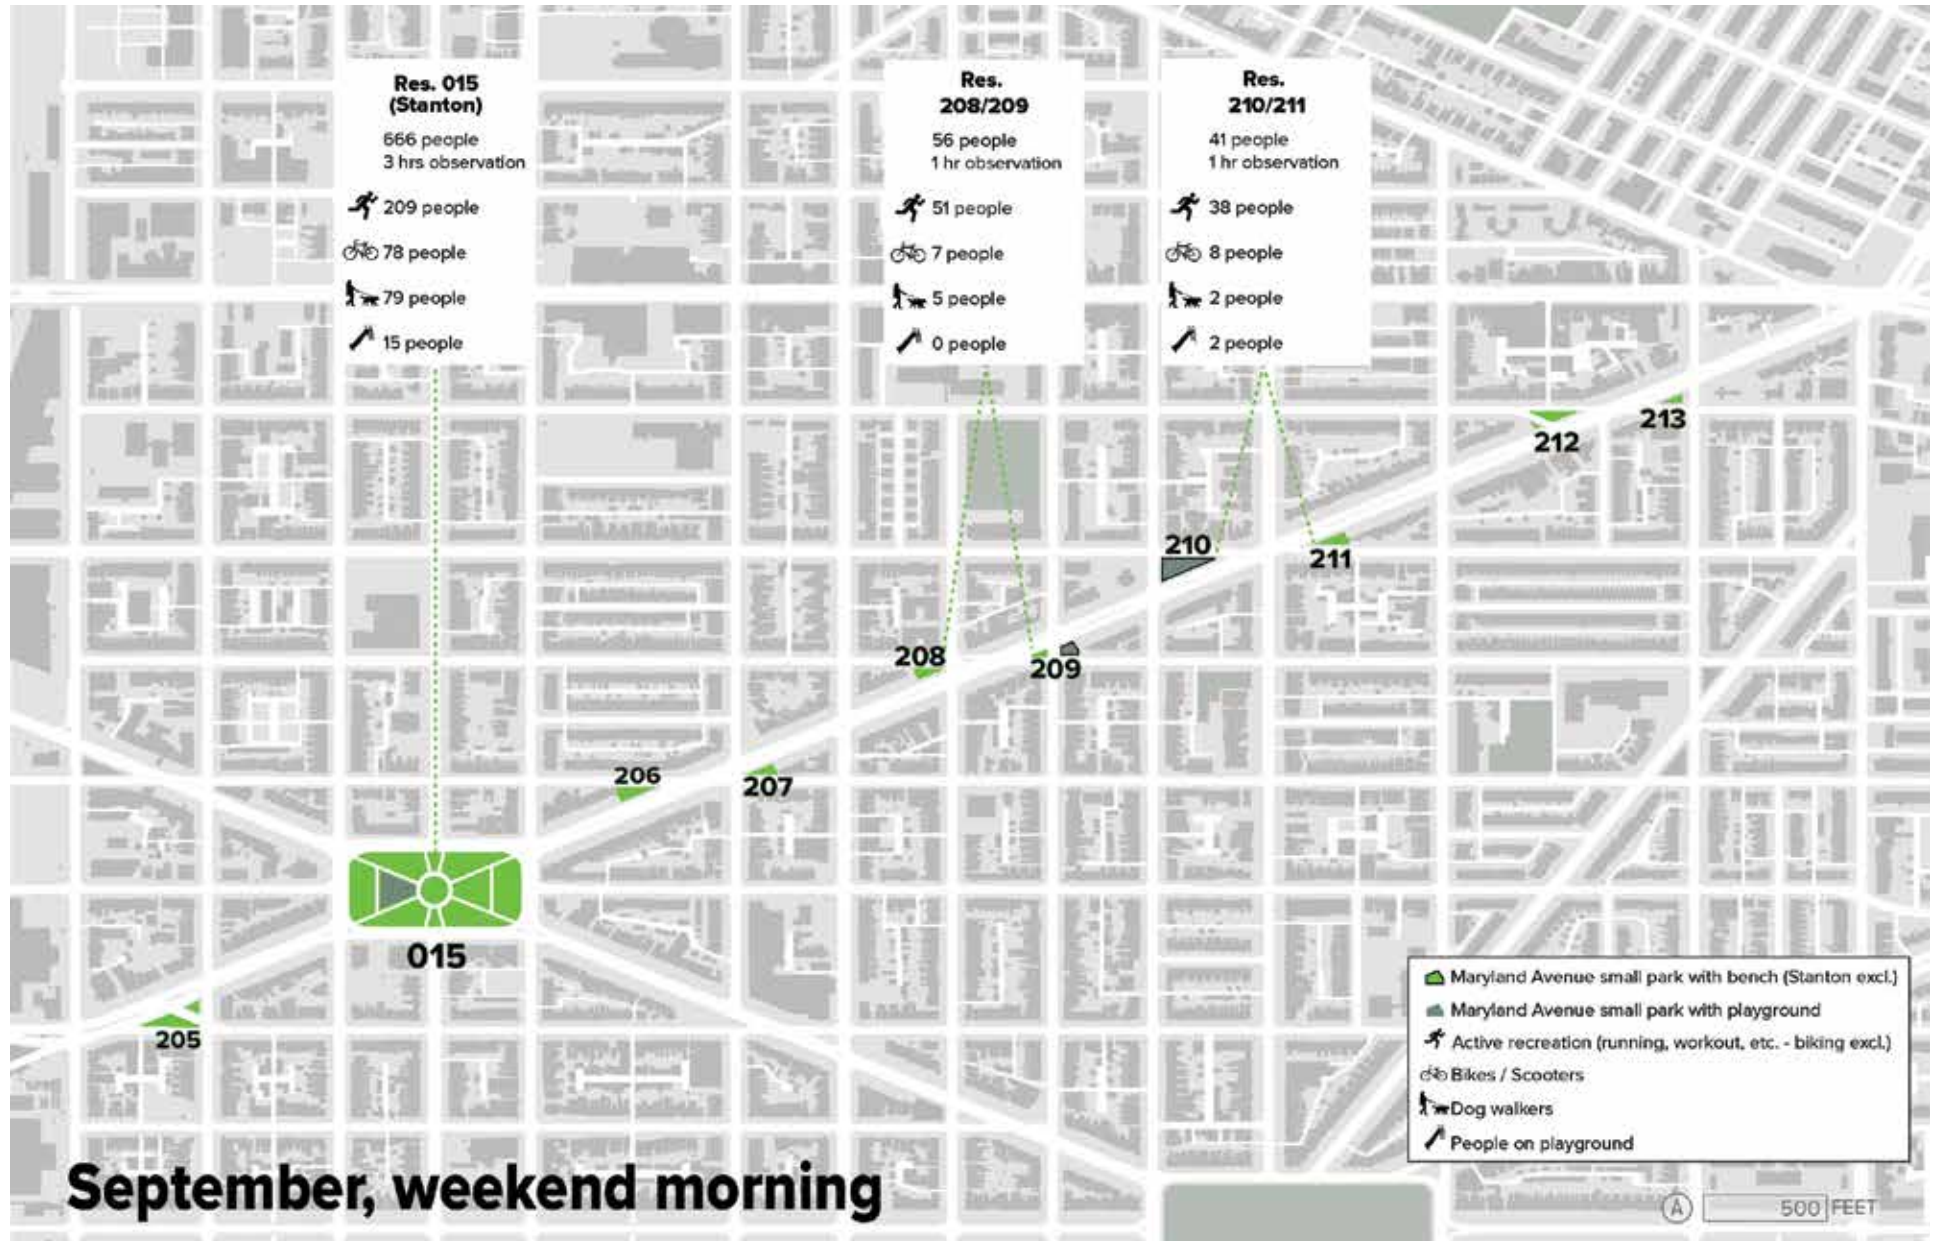 Res. 015
(Stanton)
666 people
3 hrs observation
209 people
78 people
79 people
15 people
Res.
208/209
56 people
1 hr observation
51 people
7 people
5 people
0 people
Res.
210/211
41 people
1 hr observation
38 people
8 people
2 people
2 people
213
212
210
211
208
209
206
207
015
205
Maryland Avenue small park with bench (Stanton excl.)
Maryland Avenue small park with playground
Active recreation (running, workout, etc. - biking excl.)
Bikes / Scooters
Dog walkers
People on playground
September, weekend morning
A 500 FEET